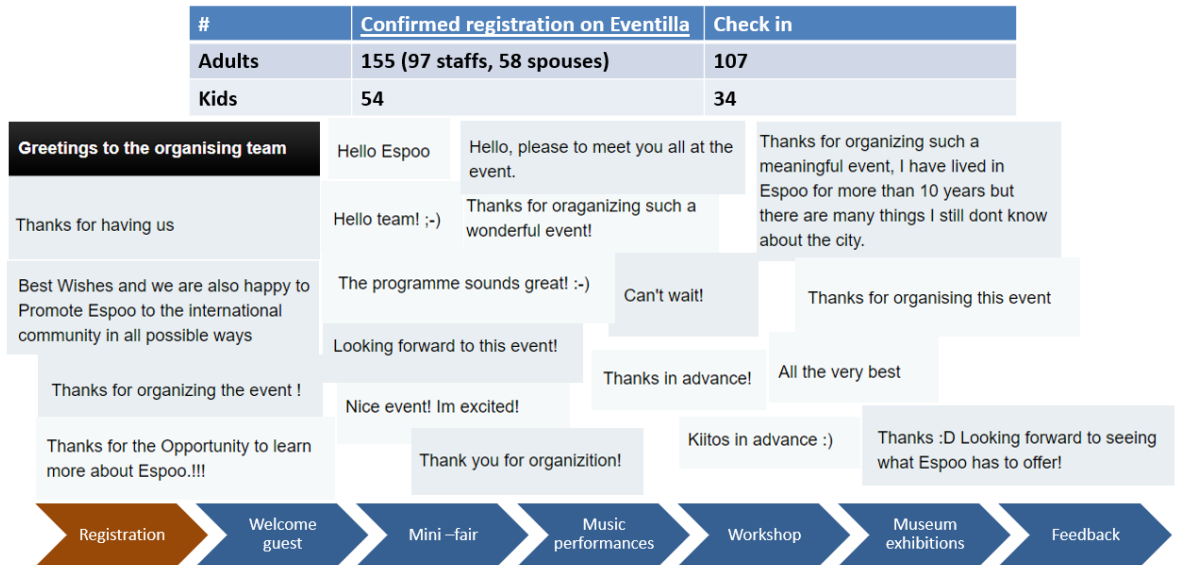 # Confirmed registration on Eventilla Check in
Adults 155 (97 staffs, 58 spouses) 107
Kids 54 34
Greetings to the organising team
Thanks for having us
Best Wishes and we are also happy to
Promote Espoo to the international
community in all possible ways
Thanks for organizing the event !
Thanks for the Opportunity to learn
more about Espoo.!!!
Hello Espoo
Hello team! ;-)
The programme sounds great! :-)
Looking forward to this event!
Nice event! Im excited!
Thank you for organizition!
Hello, please to meet you all at the
event.
Thanks for oraganizing such a
wonderful event!
Can't wait!
Thanks in advance!
Kiitos in advance :)
Thanks for organizing such a
meaningful event, I have lived in
Espoo for more than 10 years but
there are many things I still dont know
about the city.
Thanks for organising this event
All the very best
Thanks :D Looking forward to seeing
what Espoo has to offer!
Registration
Welcome
guest
Mini –fair
Music
performances
Workshop
Museum
exhibitions
Feedback